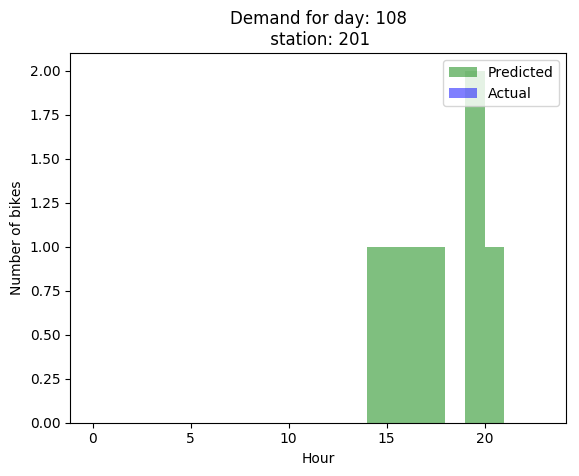 Demand for day: 108
station: 201
Predicted
Actual
2.00
1.75
1.50
1.25
1.00
0.75
0.50
0.25
0.00
Number of bikes
0 5 10 15 20
Hour